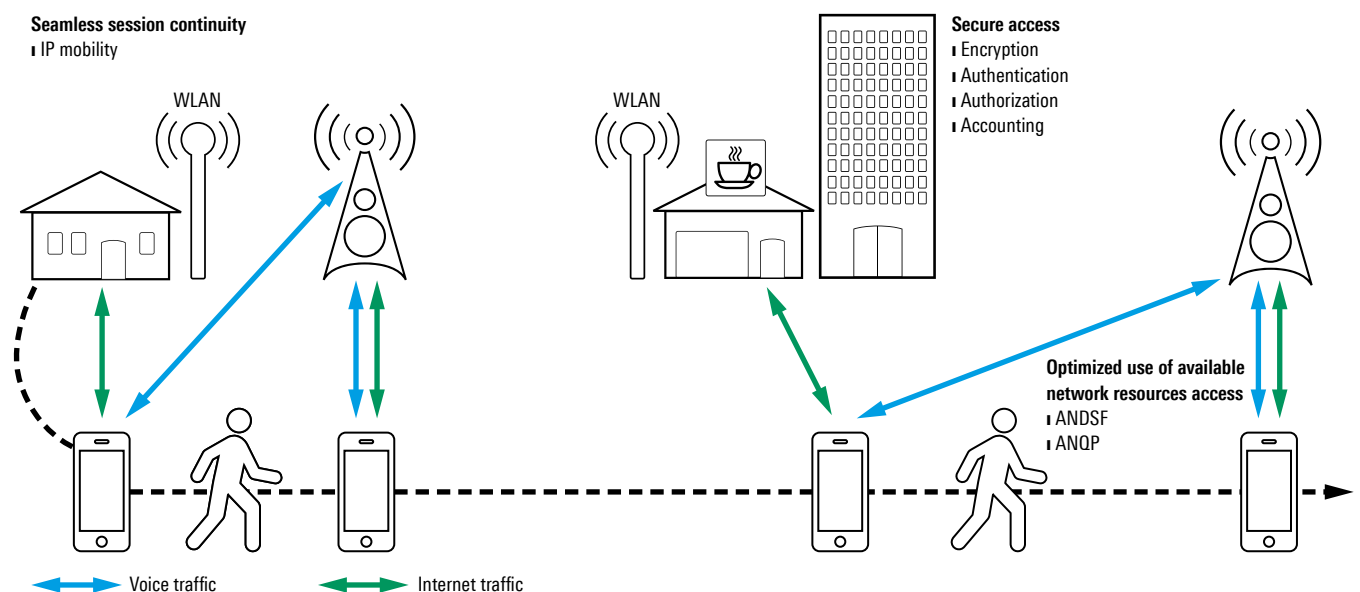 Seamless session continuity
ı IP mobility
WLAN
WLAN
Secure access
ı Encryption
ı Authentication
ı Authorization
ı Accounting
Optimized use of available
network resources access
ı ANDSF
ı ANQP
Voice traffic
Internet traffic